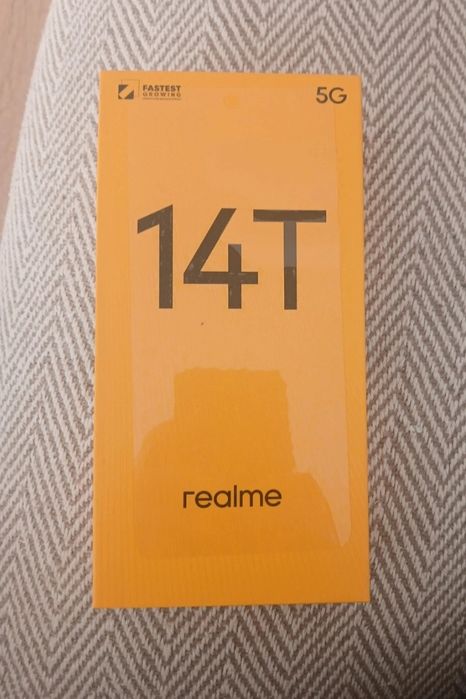 FASTEST
GROWING
5G
14T
realme